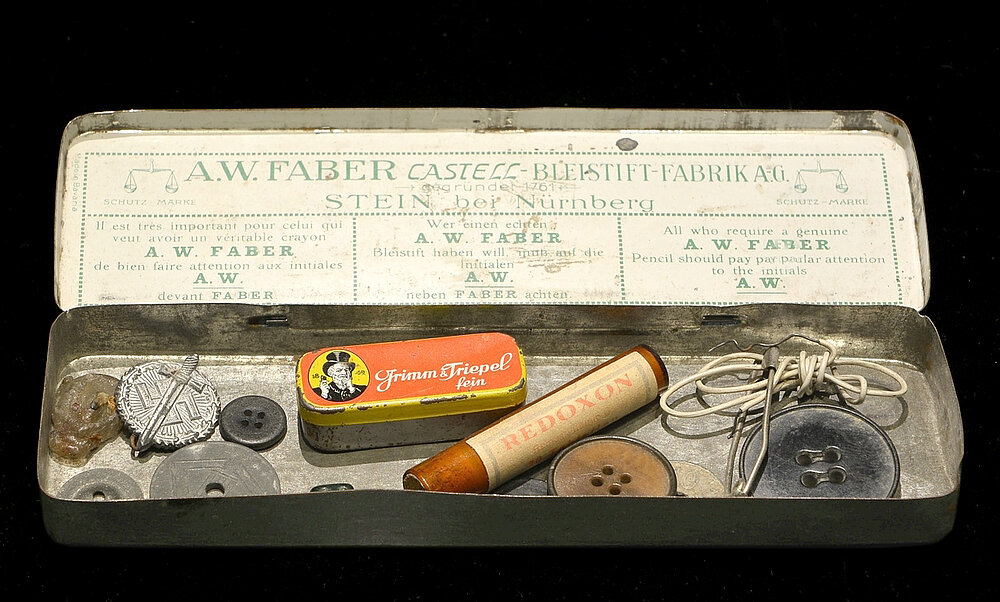 A.W. FABER CASTELL-BLEISTIFT-FABRIK A.G.
gegründet 1761
STEIN bei Nürnberg
SCHUTZ MARKE
SCHUTZ-MARKE
Bavaria
Il est très important pour celui qui
veut avoir un véritable crayon
A. W. FABER
de bien faire attention aux initiales
A. W.
devant FABER
Wer einen echten
A. W. FABER
Bleistift haben will, muß auf die
Initialen
A. W.
neben FABER achten.
All who require a genuine
A. W. FABER
Pencil should pay attention
to the initials
A. W.
Grimm & Triepel
fein
REDOXON